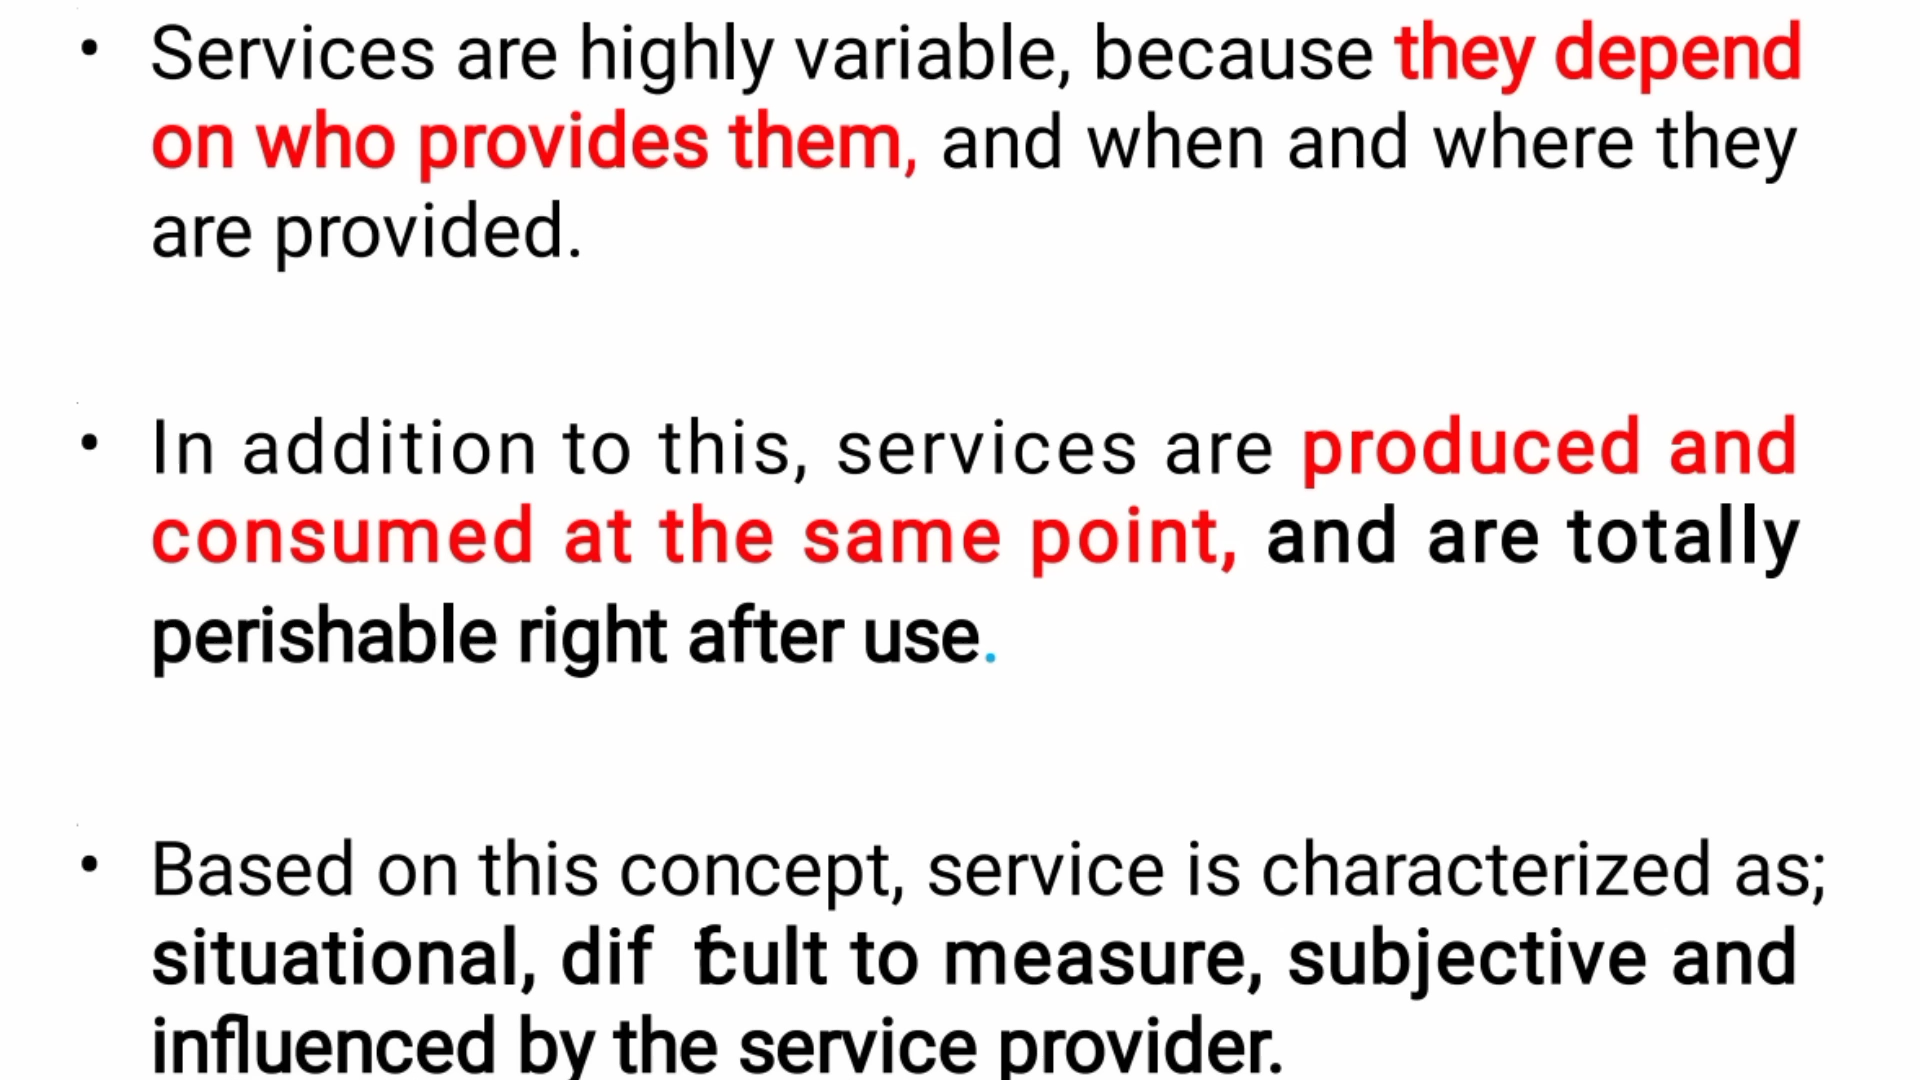 • Services are highly variable, because they depend
on who provides them, and when and where they
are provided.
• In addition to this, services are produced and
consumed at the same point, and are totally
perishable right after use.
• Based on this concept, service is characterized as;
situational, dif ficult to measure, subjective and
influenced by the service provider.